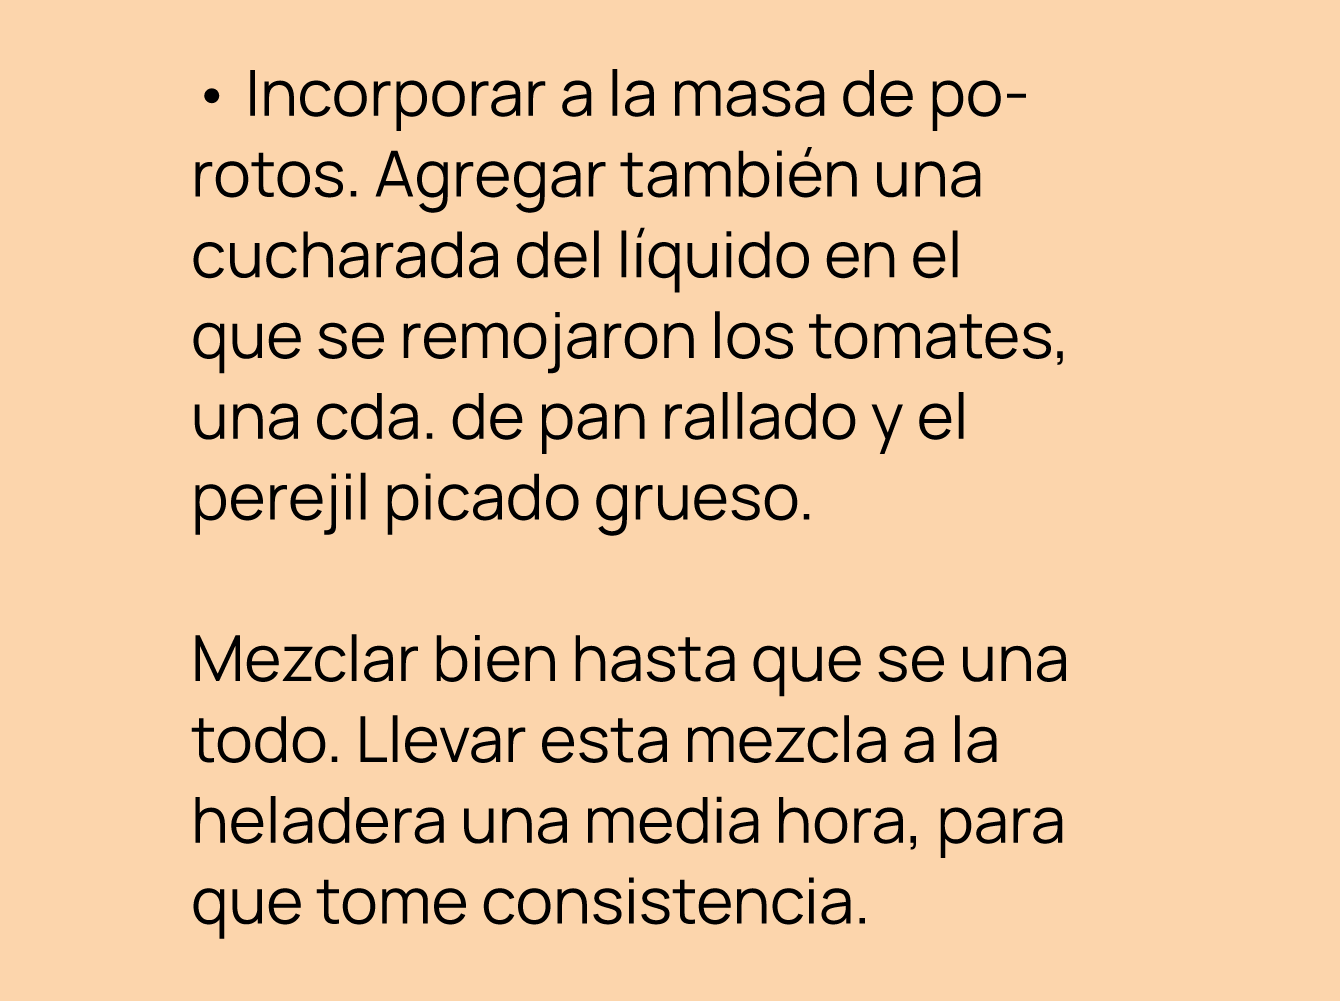 • Incorporar a la masa de po-
rotos. Agregar también una
cucharada del líquido en el
que se remojaron los tomates,
una cda. de pan rallado y el
perejil picado grueso.
Mezclar bien hasta que se una
todo. Llevar esta mezcla a la
heladera una media hora, para
que tome consistencia.